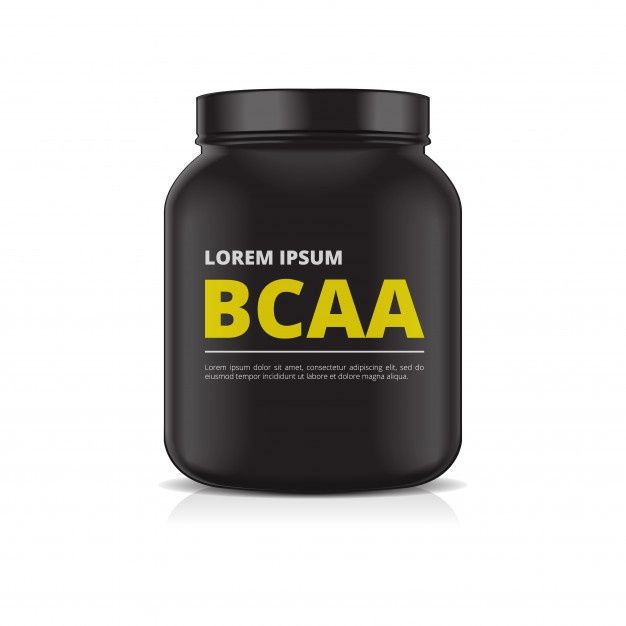 LOREM IPSUM
BCAA
Lorem ipsum dolor sit amet, consectetur adipiscing elit, sed do
eiusmod tempor incididunt ut labore et dolore magna aliqua.